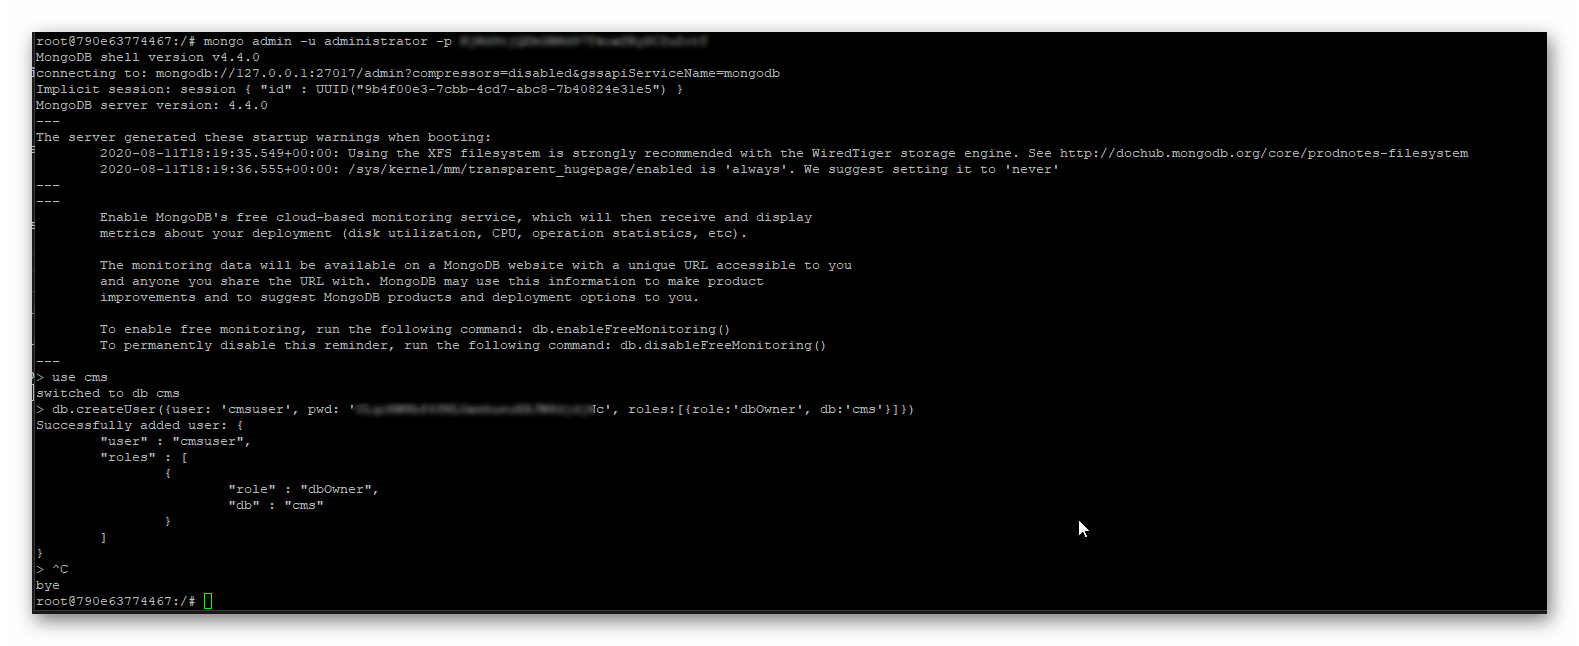 root@790e63774467:/# mongo admin -u administrator -p
MongoDB shell version v4.4.0
connecting to: mongodb://127.0.0.1:27017/admin?compressors=disabled&gssapiServiceName=mongodb
Implicit session: session { "id" : UUID("9b4f00e3-7cbb-4cd7-abc8-7b40824e31e5") }
MongoDB server version: 4.4.0
---
The server generated these startup warnings when booting:
2020-08-11T18:19:35.549+00:00: Using the XFS filesystem is strongly recommended with the WiredTiger storage engine. See http://dochub.mongodb.org/core/prodnotes-filesystem
2020-08-11T18:19:36.555+00:00: /sys/kernel/mm/transparent_hugepage/enabled is 'always'. We suggest setting it to 'never'
---
---
Enable MongoDB's free cloud-based monitoring service, which will then receive and display
metrics about your deployment (disk utilization, CPU, operation statistics, etc).
The monitoring data will be available on a MongoDB website with a unique URL accessible to you
and anyone you share the URL with. MongoDB may use this information to make product
improvements and to suggest MongoDB products and deployment options to you.
To enable free monitoring, run the following command: db.enableFreeMonitoring()
To permanently disable this reminder, run the following command: db.disableFreeMonitoring()
---
> use cms
switched to db cms
> db.createUser({user: 'cmsuser', pwd: ' c', roles:[{role:'dbOwner', db:'cms'}]})
Successfully added user: {
"user" : "cmsuser",
"roles" : [
{
"role" : "dbOwner",
"db" : "cms"
}
]
}
> ^C
bye
root@790e63774467:/#